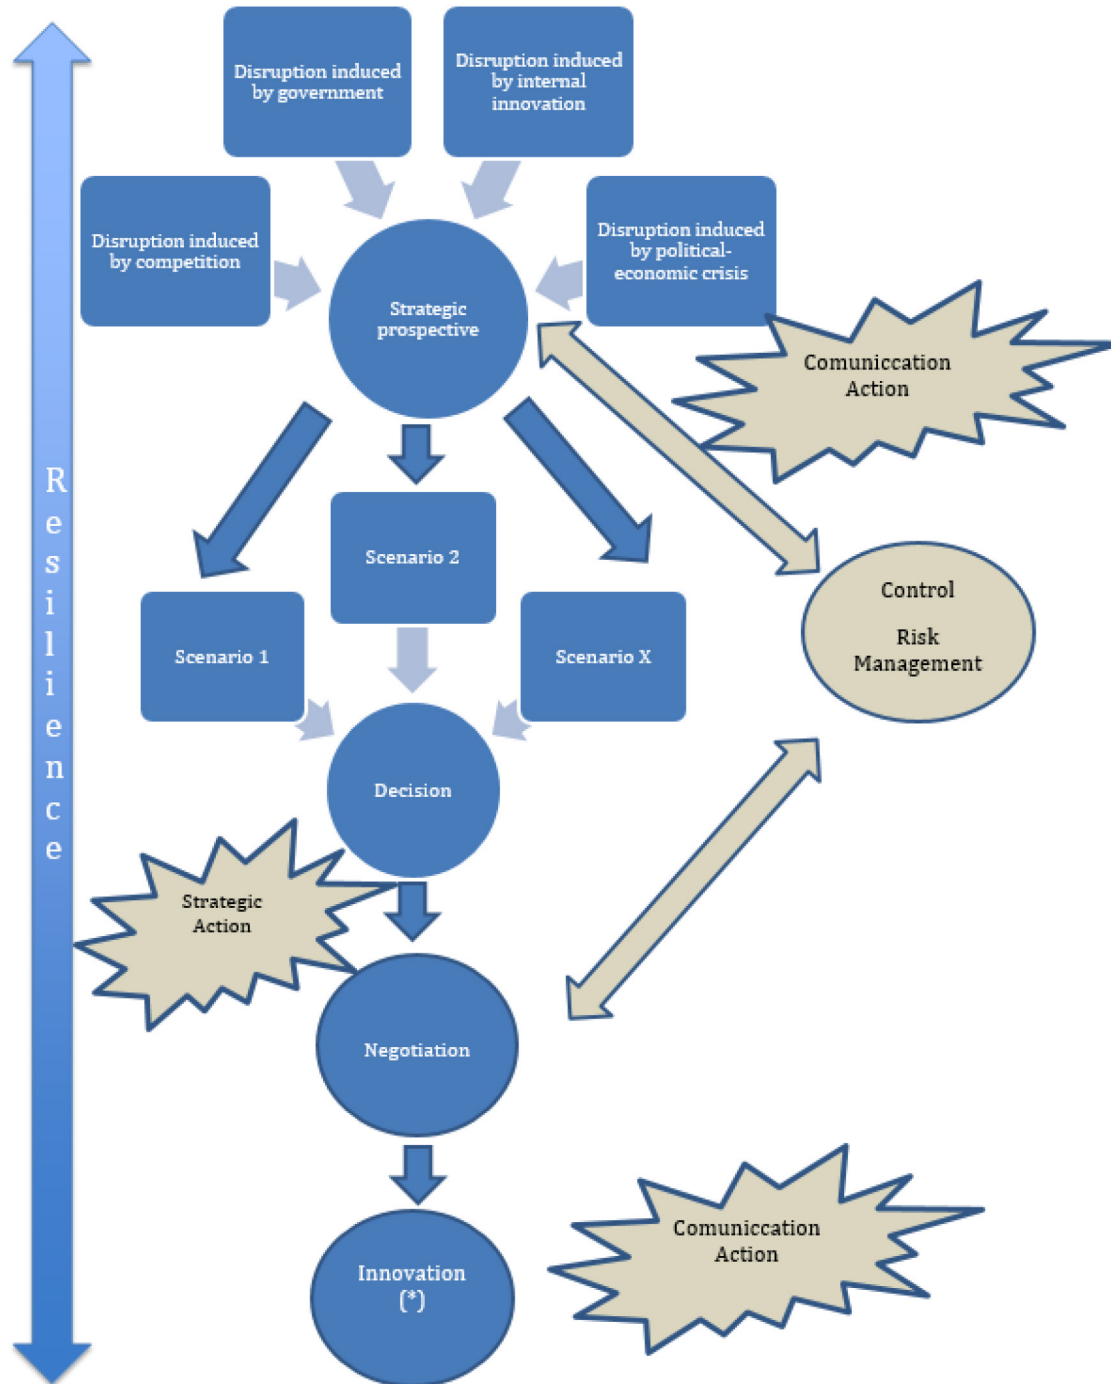 Disruption induced
by government
Disruption induced
by internal
innovation
Disruption induced
by competition
Disruption induced
by political-
economic crisis
Strategic
prospective
Comuniccation
Action
Resilience
Scenario 2
Scenario 1
Scenario X
Control
Risk
Management
Decision
Strategic
Action
Negotiation
Comuniccation
Action
Innovation
(*)